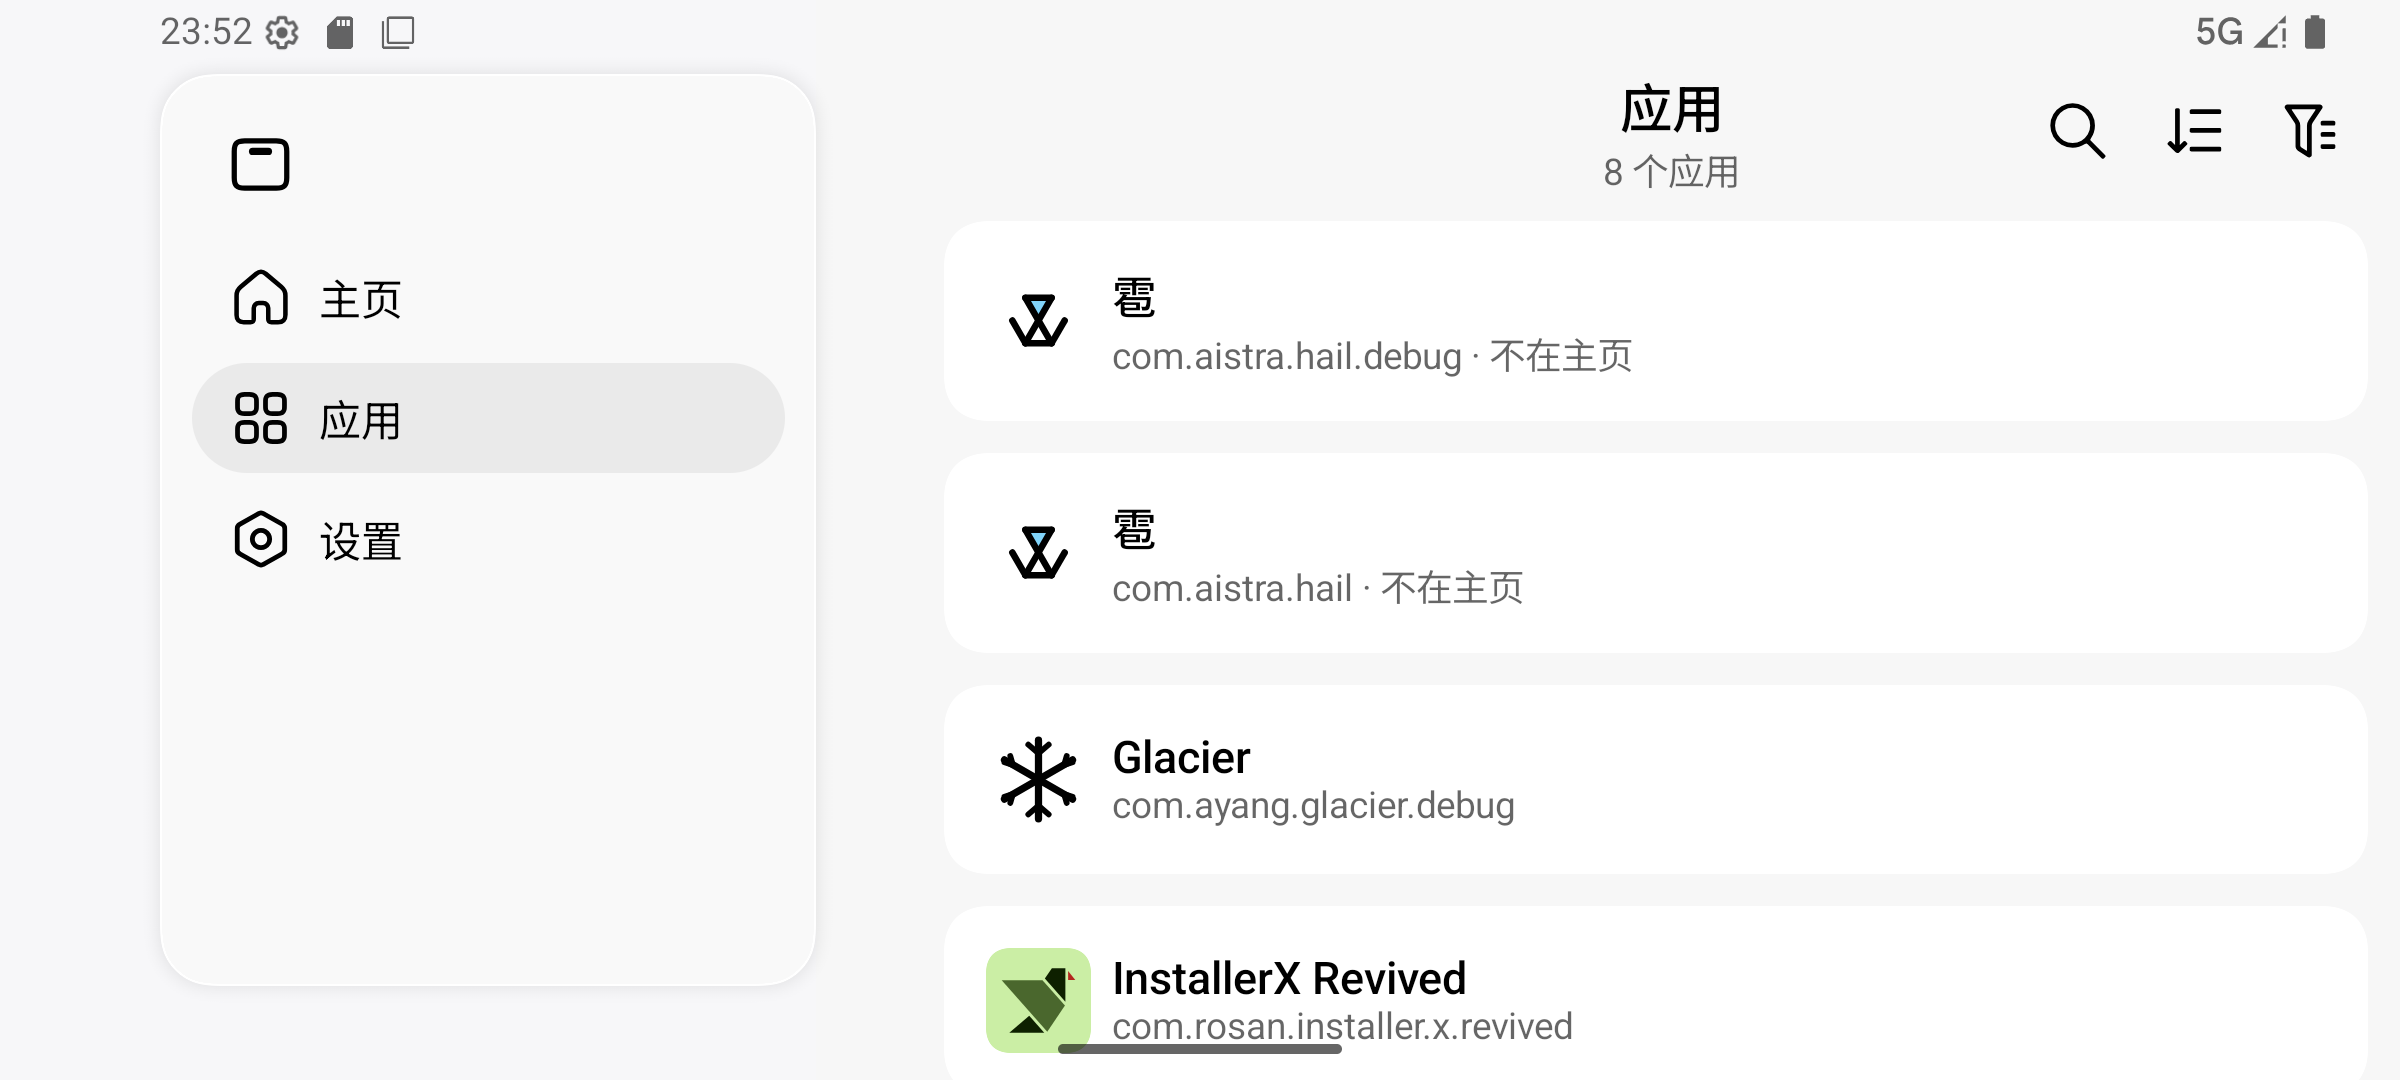 23:52
5G
主页
应用
设置
应用
8 个应用
雹
com.aistra.hail.debug · 不在主页
雹
com.aistra.hail · 不在主页
Glacier
com.ayang.glacier.debug
InstallerX Revived
com.rosan.installer.x.revived